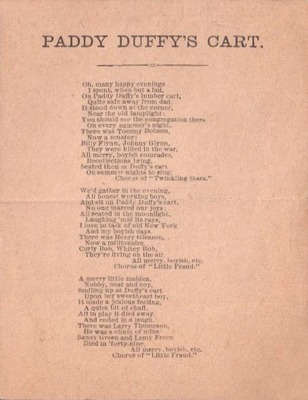 PADDY DUFFY'S CART.
Oh, many happy evenings
I spent, when but a lad,
On Paddy Duffy's lumber cart,
Quite safe away from dad.
It stood down at the corner,
Near the old lamplight:
You should see the congregation there,
On every summer's night.
There was Tommy Dobson,
Now a senator:
Billy Flynn, Johnny Glynn,
They were killed in the war;
All merry, boyish comrades,
Recollections bring,
Seated there in Duffy's cart
On summer nights to sing.
Chorus of "Twinkling Stars."
We'd gather in the evening,
All honest working boys,
And sit on Paddy Duffy's cart,
No one marred our joys;
All seated in the moonlight,
Laughing 'mid its rays,
I love to talk of old New York
And my boyish days.
There was Henry Gleason,
Now a millionaire,
Curly Bob, Whitey Bob,
They're living on the air.
All merry, boyish, etc.
Chorus of "Little Fraud."
A merry little maiden,
Nobby, neat and coy,
Smiling up at Duffy's cart
Upon her sweetheart boy,
It made a jealous feeling,
A quiet bit of chaff,
All in play it died away
And ended in a laugh.
There was Larry Thompson,
He was a chum of mine
Sandy Green and Lemy Freen
Died in 'forty-nine.
All merry, boyish, etc.
Chorus of "Little Fraud."